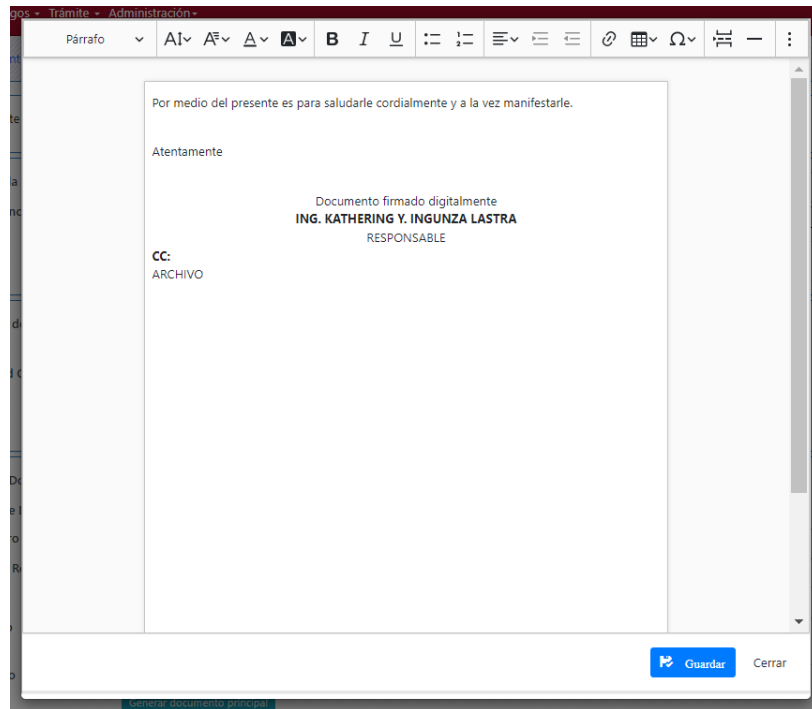 Trámite Administración
Párrafo
Por medio del presente es para saludarle cordialmente y a la vez manifestarle.
Atentamente
Documento firmado digitalmente
ING. KATHERING Y. INGUNZA LASTRA
RESPONSABLE
CC:
ARCHIVO
Guardar Cerrar
Generar documento principal